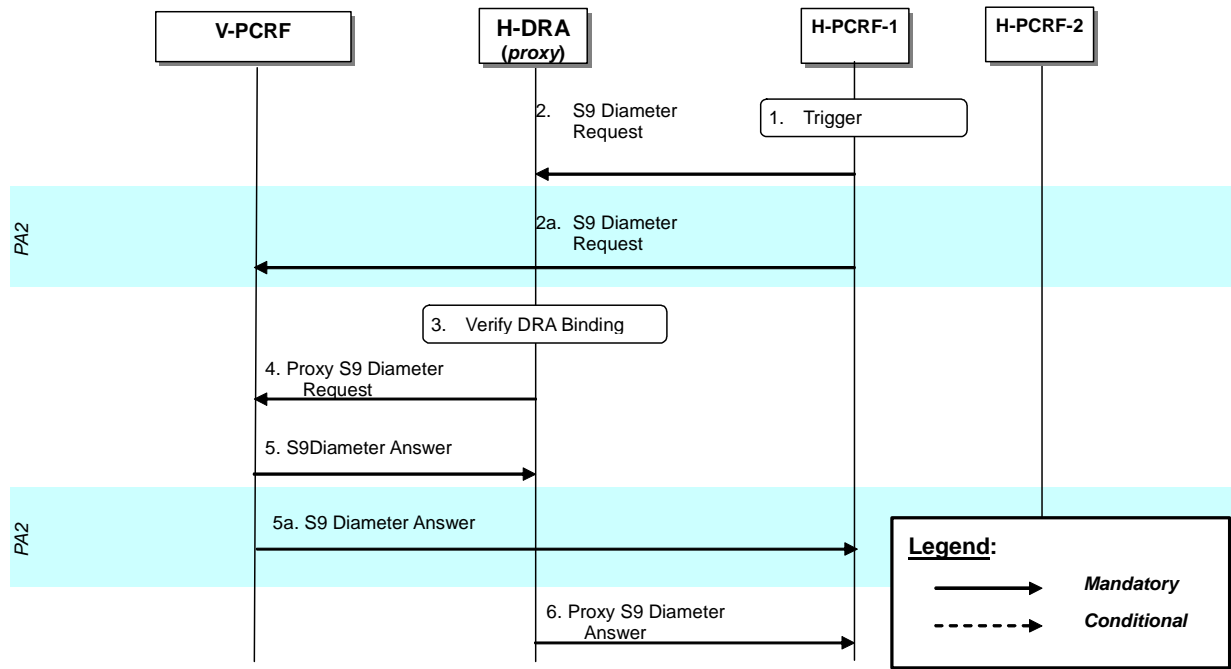 V-PCRF
H-DRA
(proxy)
H-PCRF-1
H-PCRF-2
1. Trigger
2. S9 Diameter
Request
PA2
2a. S9 Diameter
Request
3. Verify DRA Binding
4. Proxy S9 Diameter
Request
5. S9Diameter Answer
PA2
5a. S9 Diameter Answer
6. Proxy S9 Diameter
Answer
Legend:
Mandatory
Conditional